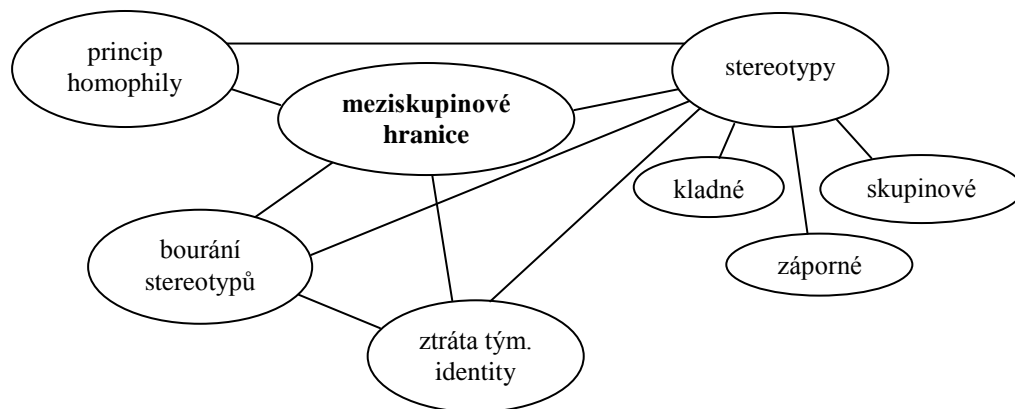 princip
homophily
stereotypy
meziskupinové
hranice
kladné
skupinové
bourání
stereotypů
záporné
ztráta tým.
identity